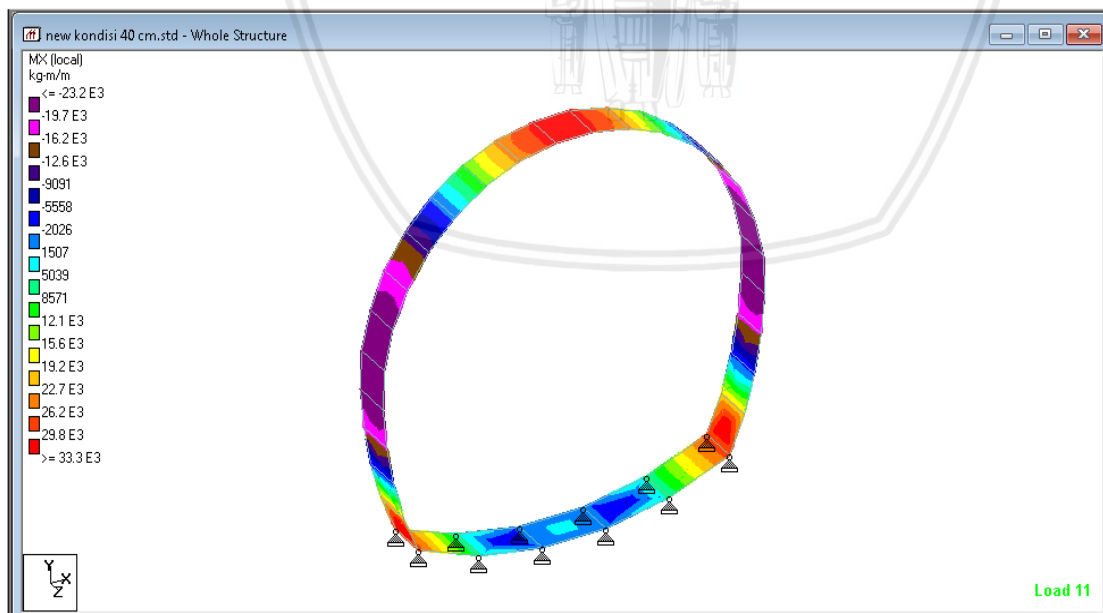 new kondisi 40 cm.std - Whole Structure
MX (local)
kg-m/m
<= -23.2 E3
-19.7 E3
-16.2 E3
-12.6 E3
-9091
-5558
-2026
1507
5039
8571
12.1 E3
15.6 E3
19.2 E3
22.7 E3
26.2 E3
29.8 E3
>= 33.3 E3
Y
X
Z
Load 11